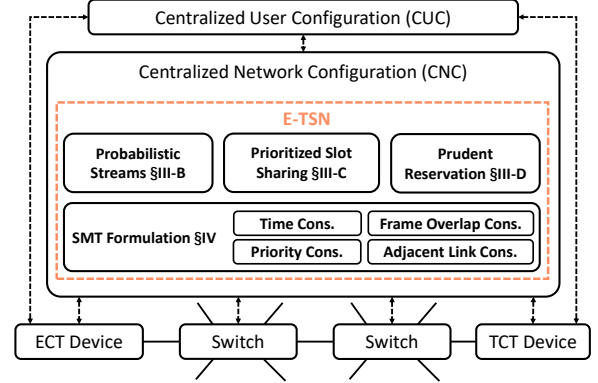 Centralized User Configuration (CUC)
Centralized Network Configuration (CNC)
E-TSN
Probabilistic
Streams §III-B
Prioritized Slot
Sharing §III-C
Prudent
Reservation §III-D
SMT Formulation §IV
Time Cons.
Frame Overlap Cons.
Priority Cons.
Adjacent Link Cons.
ECT Device
Switch
Switch
TCT Device